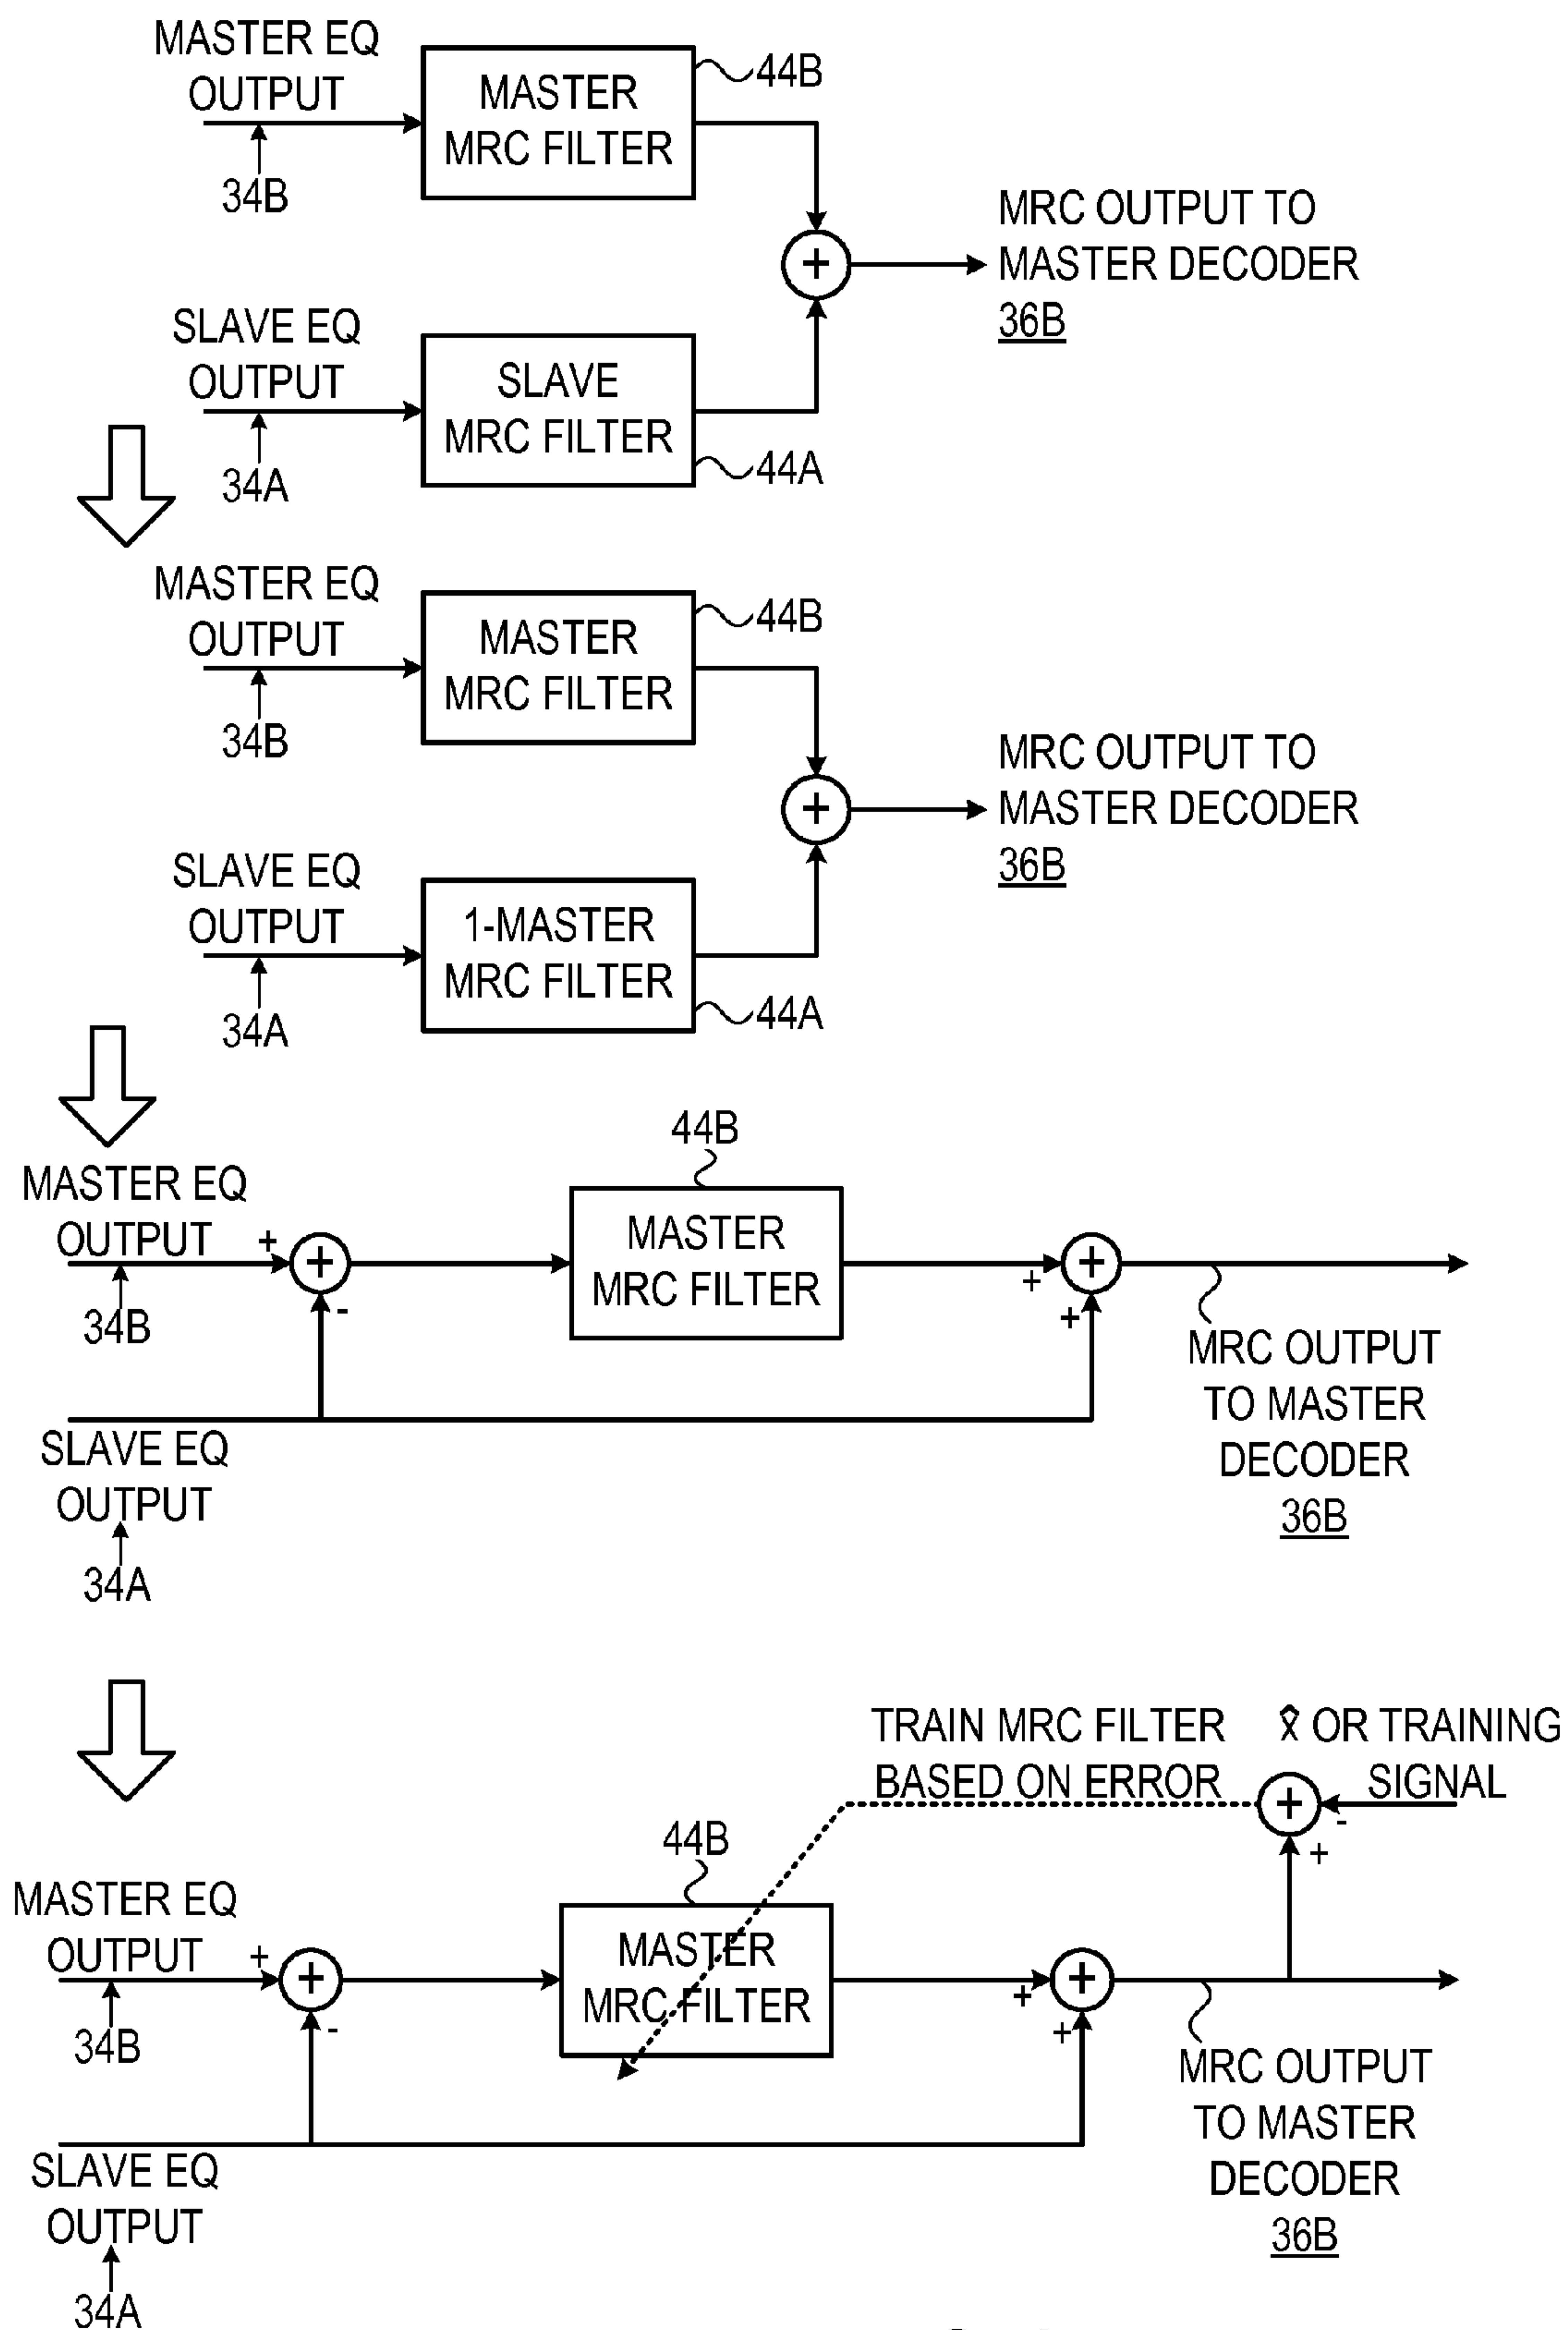 MASTER EQ
OUTPUT
34B
MASTER
MRC FILTER
44B
MRC OUTPUT TO
MASTER DECODER
36B
+
SLAVE EQ
OUTPUT
34A
SLAVE
MRC FILTER
44A
MASTER EQ
OUTPUT
34B
MASTER
MRC FILTER
44B
MRC OUTPUT TO
MASTER DECODER
36B
+
SLAVE EQ
OUTPUT
34A
1-MASTER
MRC FILTER
44A
44B
MASTER EQ
OUTPUT
34B
+
+
-
MASTER
MRC FILTER
+
+
+
MRC OUTPUT
TO MASTER
DECODER
36B
SLAVE EQ
OUTPUT
34A
TRAIN MRC FILTER
BASED ON ERROR
x̂ OR TRAINING
SIGNAL
+
-
+
44B
MASTER EQ
OUTPUT
34B
+
+
-
MASTER
MRC FILTER
+
+
+
MRC OUTPUT
TO MASTER
DECODER
36B
SLAVE EQ
OUTPUT
34A